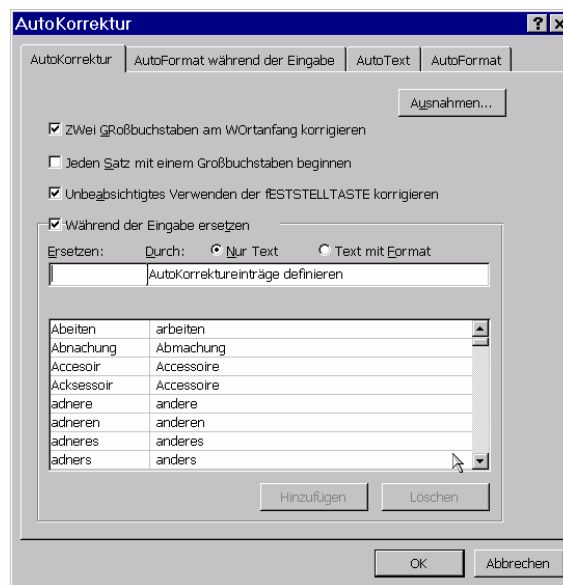 AutoKorrektur
AutoKorrektur AutoFormat während der Eingabe AutoText AutoFormat
Ausnahmen...
ZWei GRoßbuchstaben am WOrtanfang korrigieren
Jeden Satz mit einem Großbuchstaben beginnen
Unbeabsichtigtes Verwenden der fESTSTELLTASTE korrigieren
Während der Eingabe ersetzen
Ersetzen: Durch: Nur Text Text mit Format
AutoKorrektureinträge definieren
Abeiten arbeiten
Abnachung Abmachung
Accesoir Accessoire
Acksessoir Accessoire
adnere andere
adneren anderen
adneres anderes
adners anders
Hinzufügen Löschen
OK Abbrechen